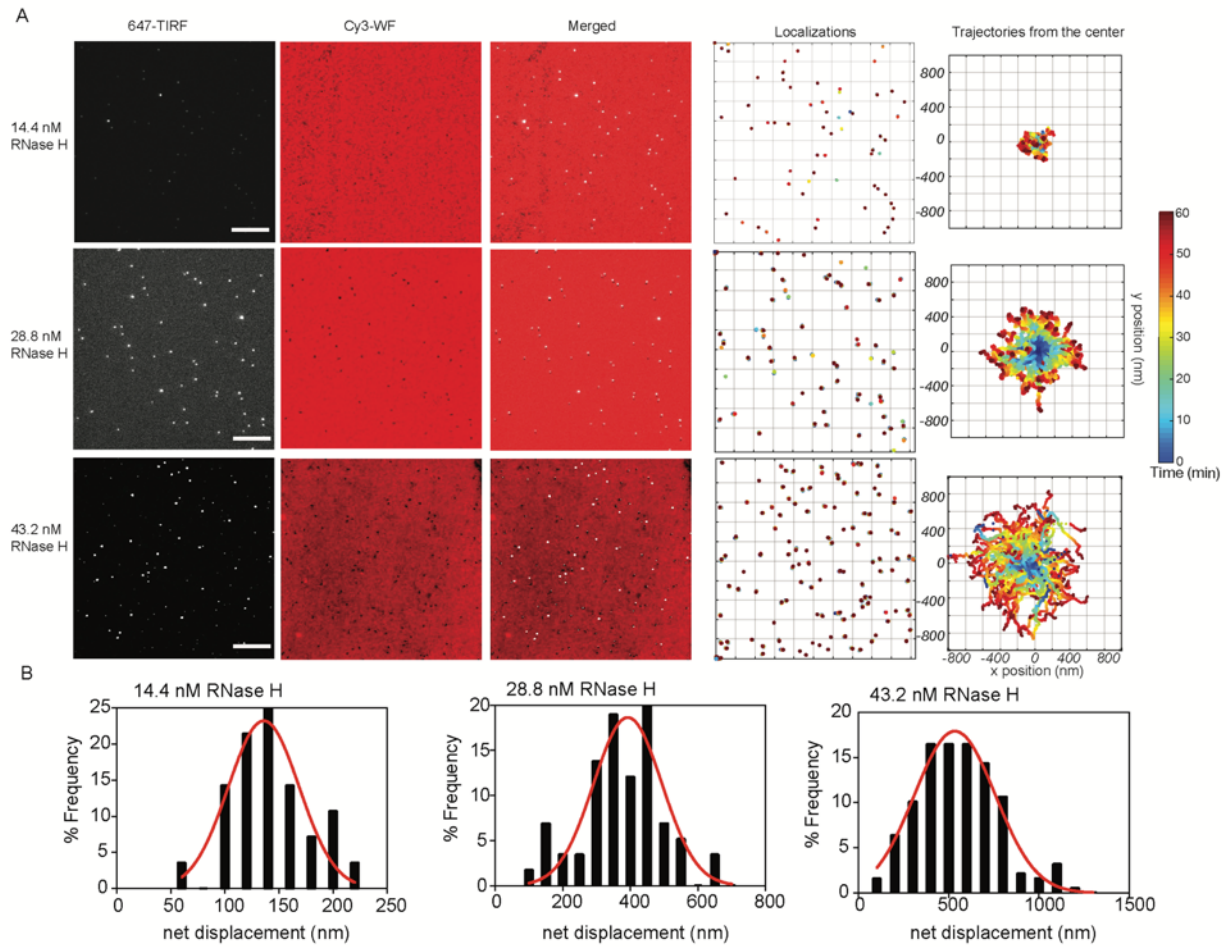 A
647-TIRF
Cy3-WF
Merged
Localizations
Trajectories from the center
14.4 nM
RNase H
800
400
0
-400
-800
28.8 nM
RNase H
800
400
0
-400
-800
y position (nm)
60
50
40
30
20
10
0
Time (min)
43.2 nM
RNase H
800
400
0
-400
-800
-800 -400 0 400 800
x position (nm)
B
14.4 nM RNase H
% Frequency
25
20
15
10
5
0
0 50 100 150 200 250
net displacement (nm)
28.8 nM RNase H
% Frequency
20
15
10
5
0
0 200 400 600 800
net displacement (nm)
43.2 nM RNase H
% Frequency
20
15
10
5
0
0 500 1000 1500
net displacement (nm)